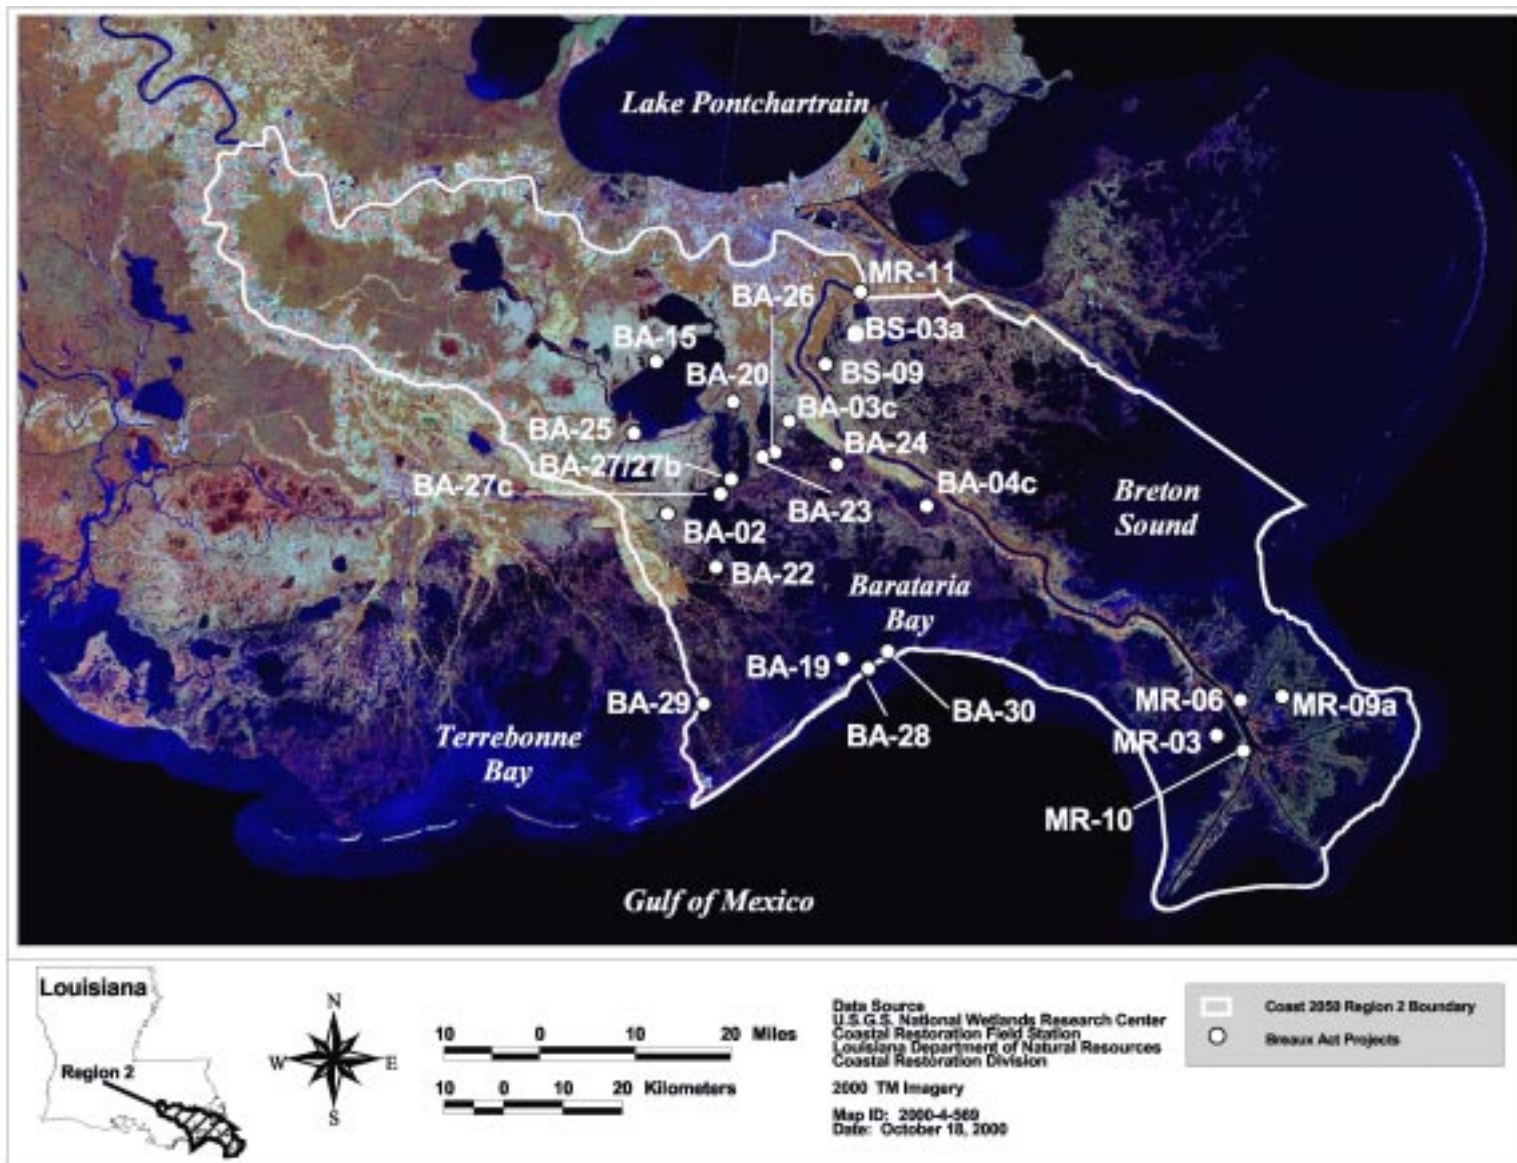 Lake Pontchartrain
MR-11
BA-26
BS-03a
BA-15
BA-20
BS-09
BA-03c
BA-25
BA-24
BA-27/27b
BA-27c
BA-04c
Breton
Sound
BA-23
BA-02
BA-22
Barataria
Bay
BA-19
BA-29
BA-30
MR-06
MR-09a
BA-28
MR-03
Terrebonne
Bay
MR-10
Gulf of Mexico
Louisiana
Region 2
N
W E
S
10 0 10 20 Miles
10 0 10 20 Kilometers
Data Source
U.S.G.S. National Wetlands Research Center
Coastal Restoration Field Station
Louisiana Department of Natural Resources
Coastal Restoration Division
2000 TM Imagery
Map ID: 2000-4-569
Date: October 18, 2000
Coast 2050 Region 2 Boundary
Breaux Act Projects